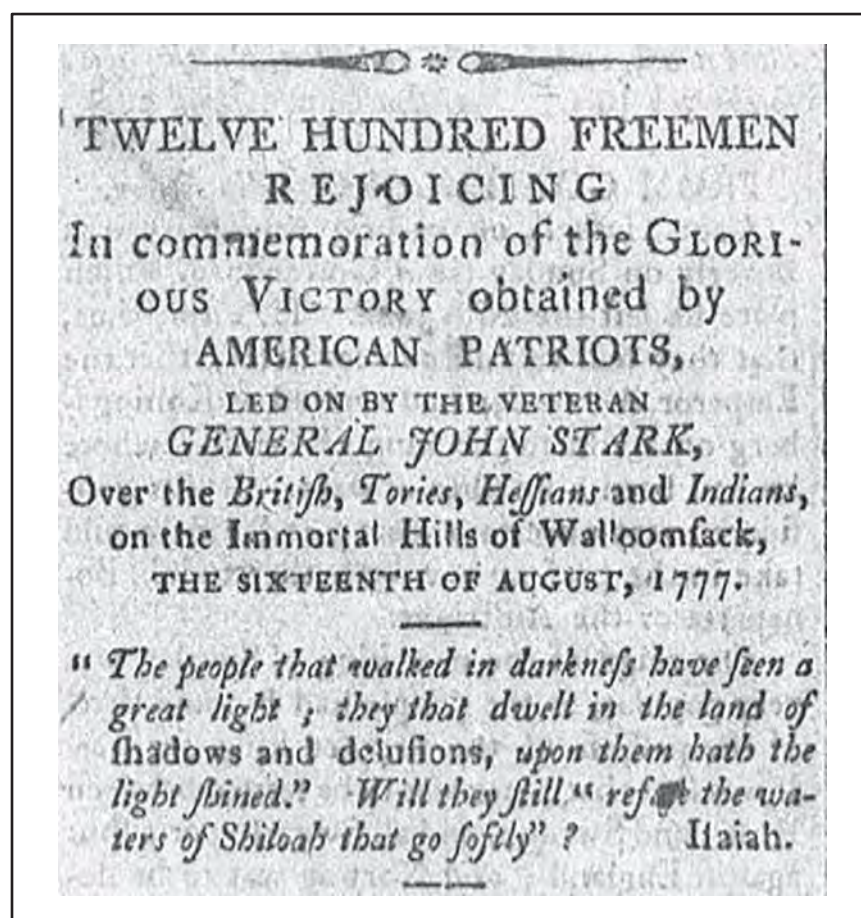 TWELVE HUNDRED FREEMEN
REJOICING
In commemoration of the GLORI-
OUS VICTORY obtained by
AMERICAN PATRIOTS,
LED ON BY THE VETERAN
GENERAL JOHN STARK,
Over the Britiſh, Tories, Heſſians and Indians,
on the Immortal Hills of Walloomſack,
THE SIXTEENTH OF AUGUST, 1777.
" The people that walked in darkneſs have ſeen a
great light ; they that dwell in the land of
ſhadows and deluſions, upon them hath the
light ſhined." Will they ſtill " the wa-
ters of Shiloah that go ſoftly" ? Iſaiah.